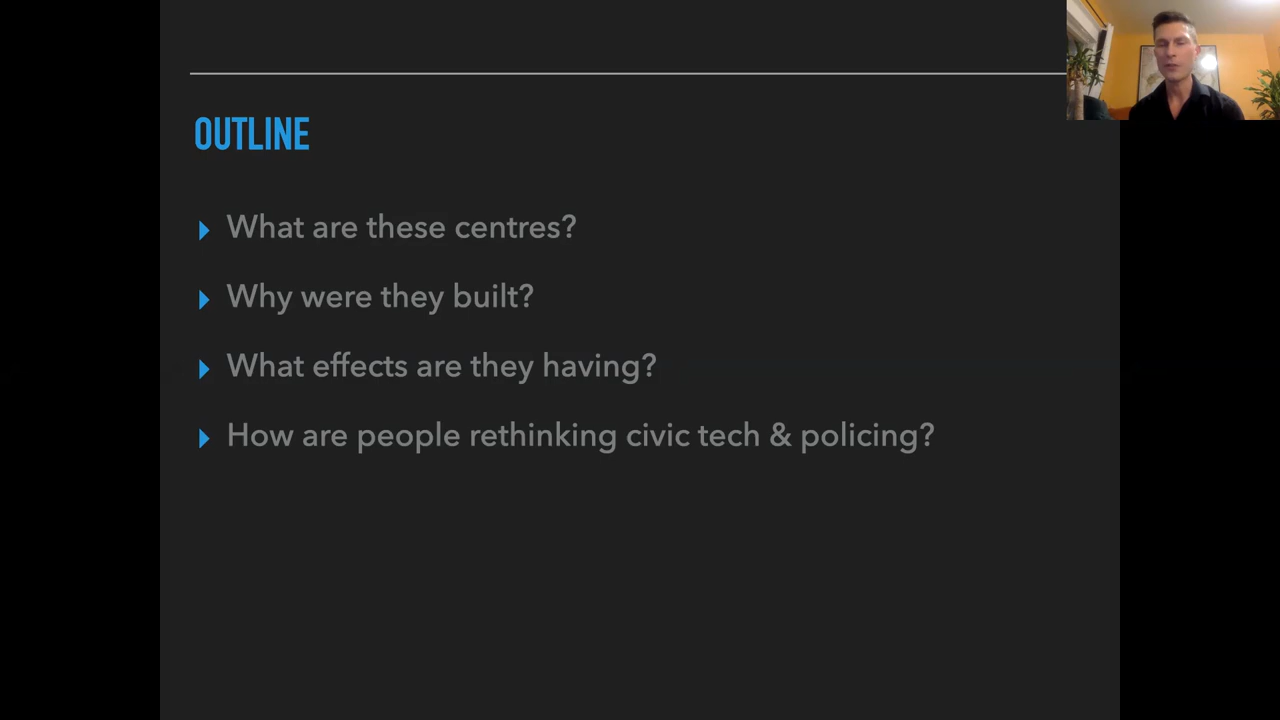 OUTLINE
What are these centres?
Why were they built?
What effects are they having?
How are people rethinking civic tech & policing?